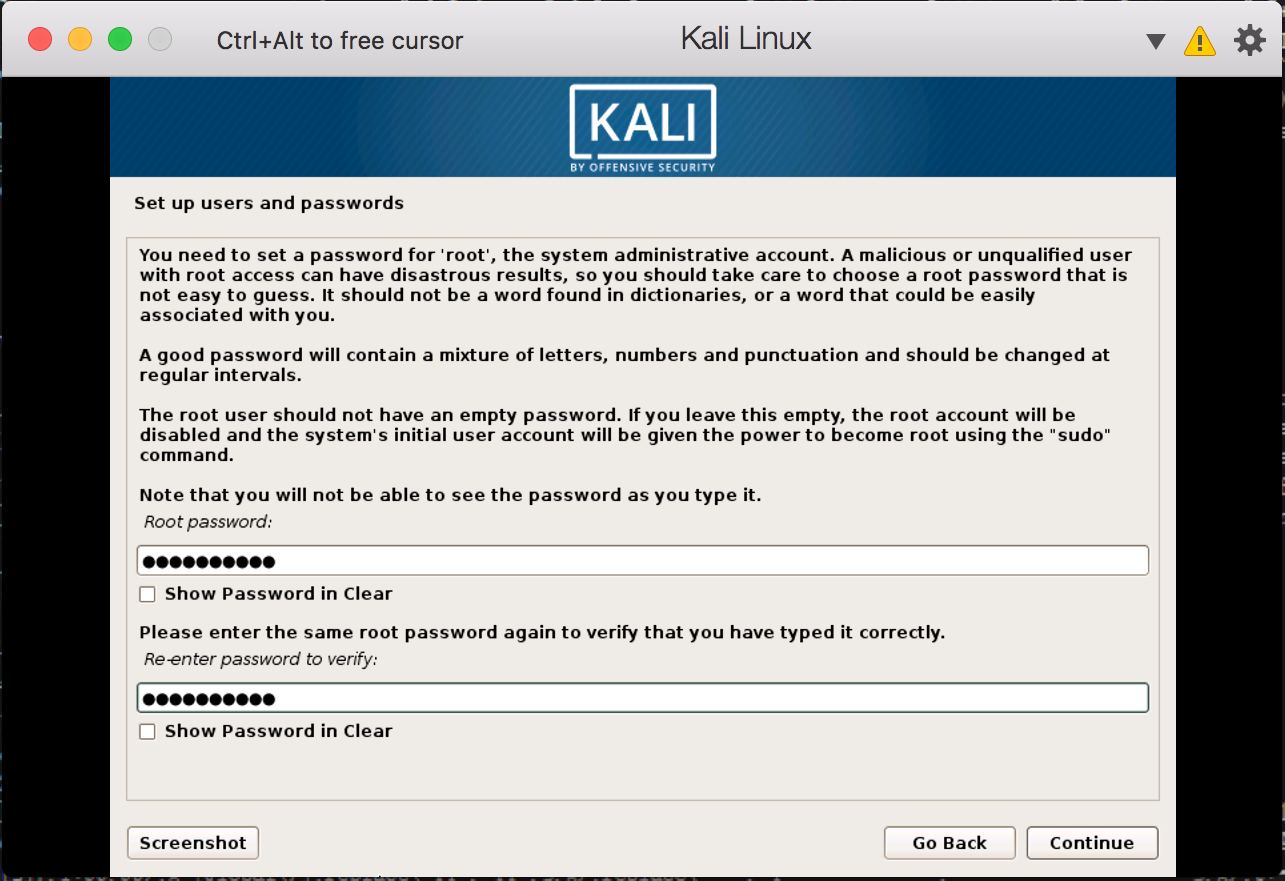 Ctrl+Alt to free cursor
Kali Linux
KALI
BY OFFENSIVE SECURITY
Set up users and passwords
You need to set a password for 'root', the system administrative account. A malicious or unqualified user
with root access can have disastrous results, so you should take care to choose a root password that is
not easy to guess. It should not be a word found in dictionaries, or a word that could be easily
associated with you.
A good password will contain a mixture of letters, numbers and punctuation and should be changed at
regular intervals.
The root user should not have an empty password. If you leave this empty, the root account will be
disabled and the system's initial user account will be given the power to become root using the "sudo"
command.
Note that you will not be able to see the password as you type it.
Root password:
●●●●●●●●●●
Show Password in Clear
Please enter the same root password again to verify that you have typed it correctly.
Re-enter password to verify:
●●●●●●●●●●
Show Password in Clear
Screenshot
Go Back
Continue